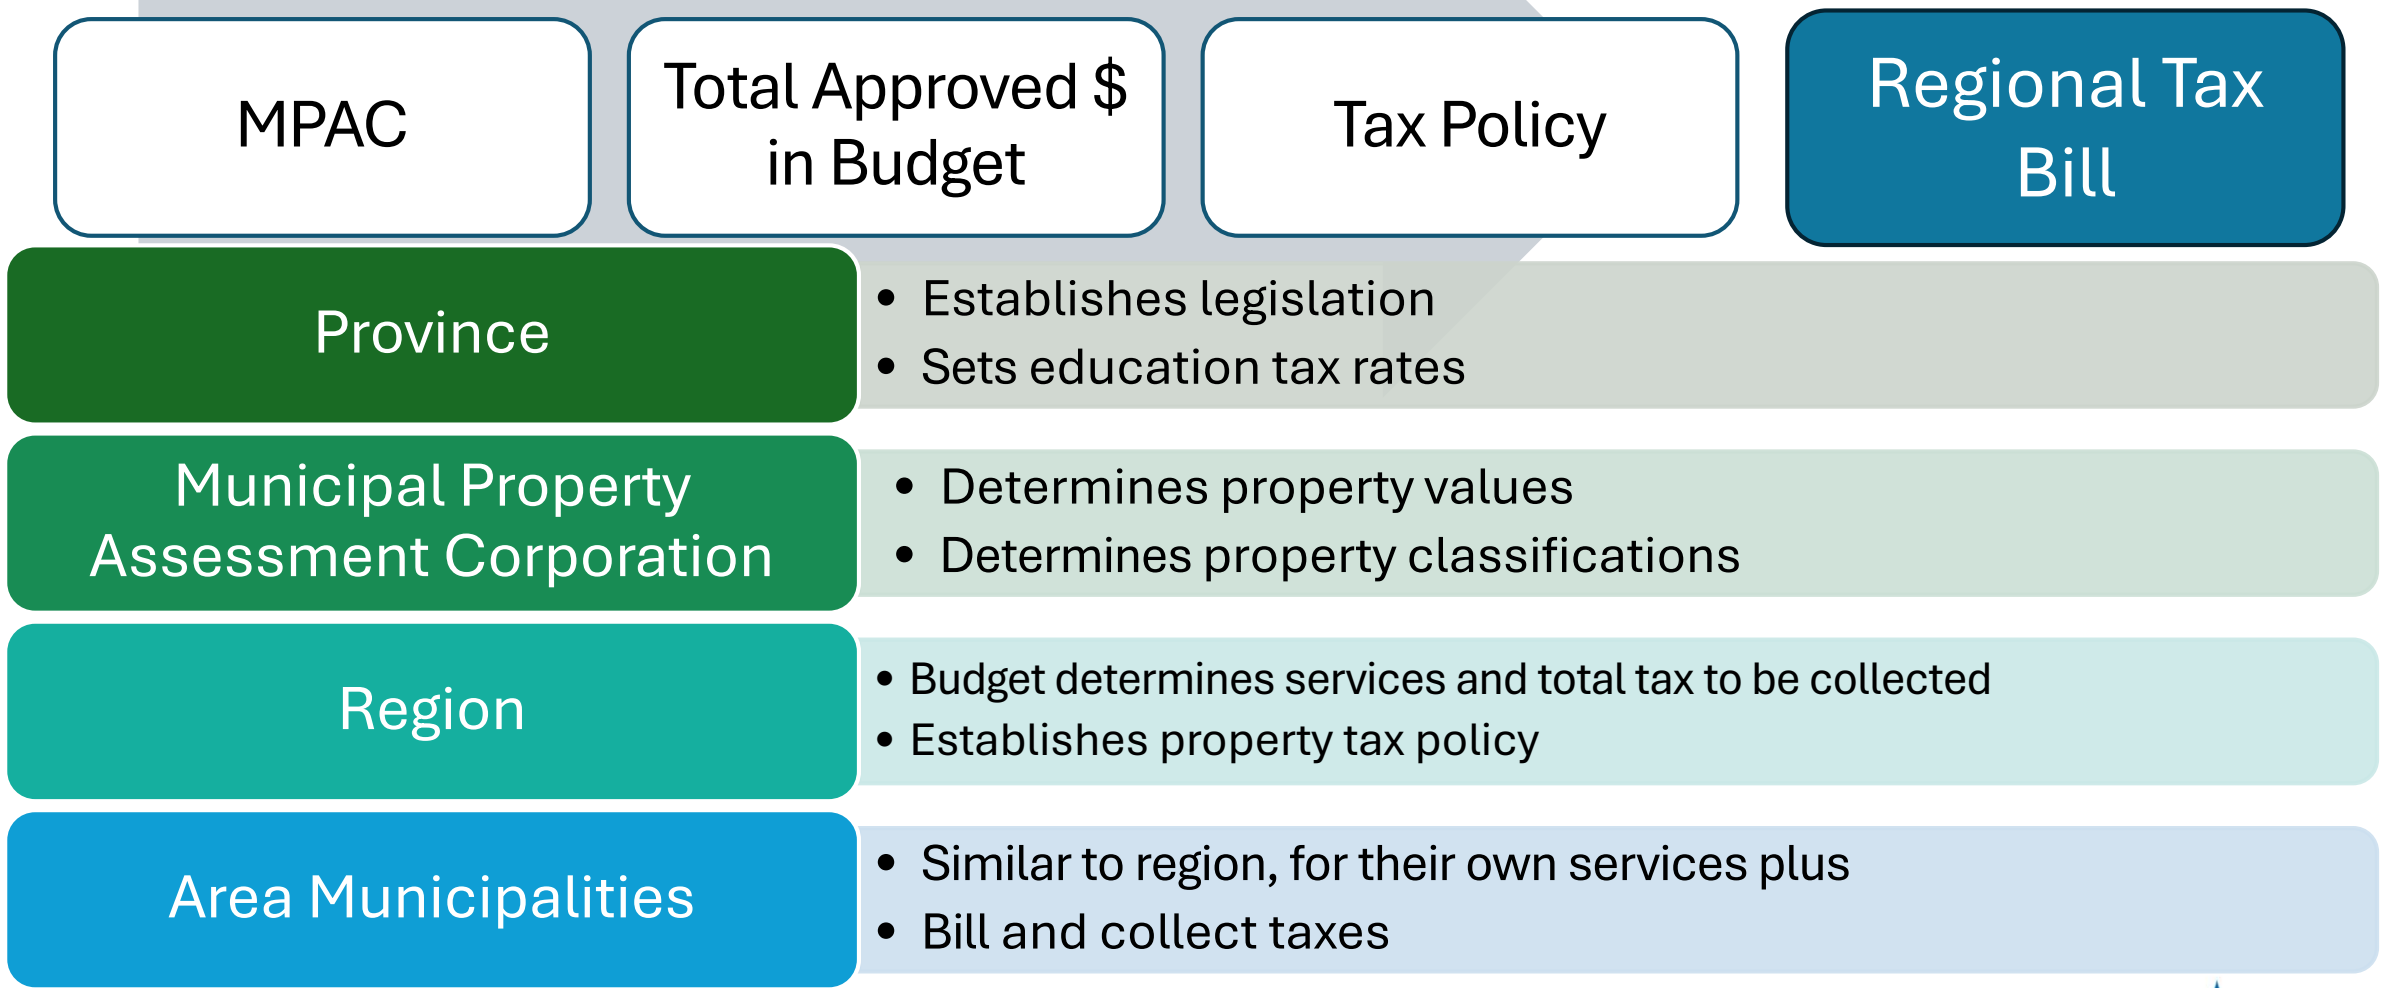 MPAC
Total Approved $
in Budget
Tax Policy
Regional Tax
Bill
Province
• Establishes legislation
• Sets education tax rates
Municipal Property
Assessment Corporation
• Determines property values
• Determines property classifications
Region
• Budget determines services and total tax to be collected
• Establishes property tax policy
Area Municipalities
• Similar to region, for their own services plus
• Bill and collect taxes